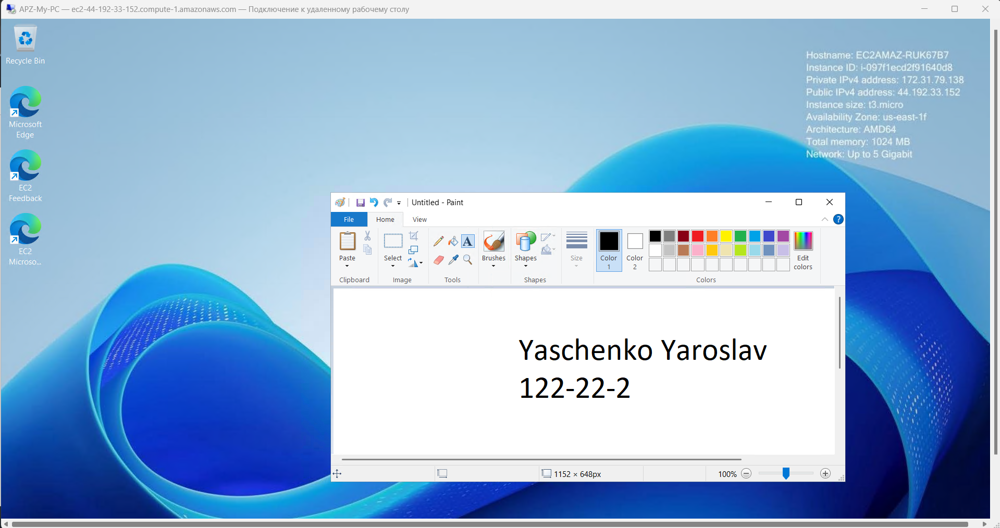 APZ-My-PC — ec2-44-192-33-152.compute-1.amazonaws.com — Подключение к удаленному рабочему столу
Recycle Bin
Microsoft
Edge
EC2
Feedback
EC2
Microso...
Hostname: EC2AMAZ-RUK67B7
Instance ID: i-097f1ecd2f91640d8
Private IPv4 address: 172.31.79.138
Public IPv4 address: 44.192.33.152
Instance size: t3.micro
Availability Zone: us-east-1f
Architecture: AMD64
Total memory: 1024 MB
Network: Up to 5 Gigabit
Untitled - Paint
File Home View
Paste
Select
Brushes
Shapes
Size
Color
1
Color
2
Edit
colors
Clipboard
Image
Tools
Shapes
Colors
Yaschenko Yaroslav
122-22-2
1152 × 648px
100%